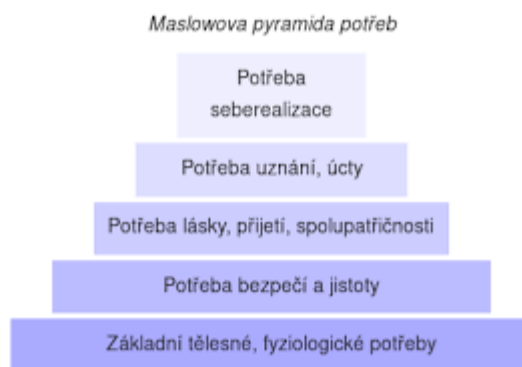 Maslowova pyramida potřeb
Potřeba
seberealizace
Potřeba uznání, úcty
Potřeba lásky, přijetí, spolupatřičnosti
Potřeba bezpečí a jistoty
Základní tělesné, fyziologické potřeby